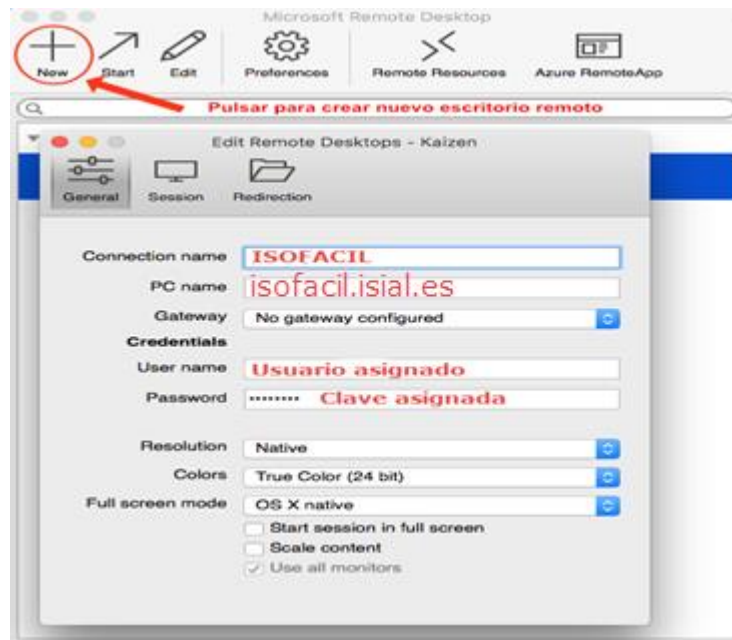 Microsoft Remote Desktop
New Start Edit Preferences Remote Resources Azure RemoteApp
Pulsar para crear nuevo escritorio remoto
Edit Remote Desktops - Kaizen
General Session Redirection
Connection name ISOFACIL
PC name isofacil.isial.es
Gateway No gateway configured
Credentials
User name Usuario asignado
Password •••••••• Clave asignada
Resolution Native
Colors True Color (24 bit)
Full screen mode OS X native
Start session in full screen
Scale content
Use all monitors